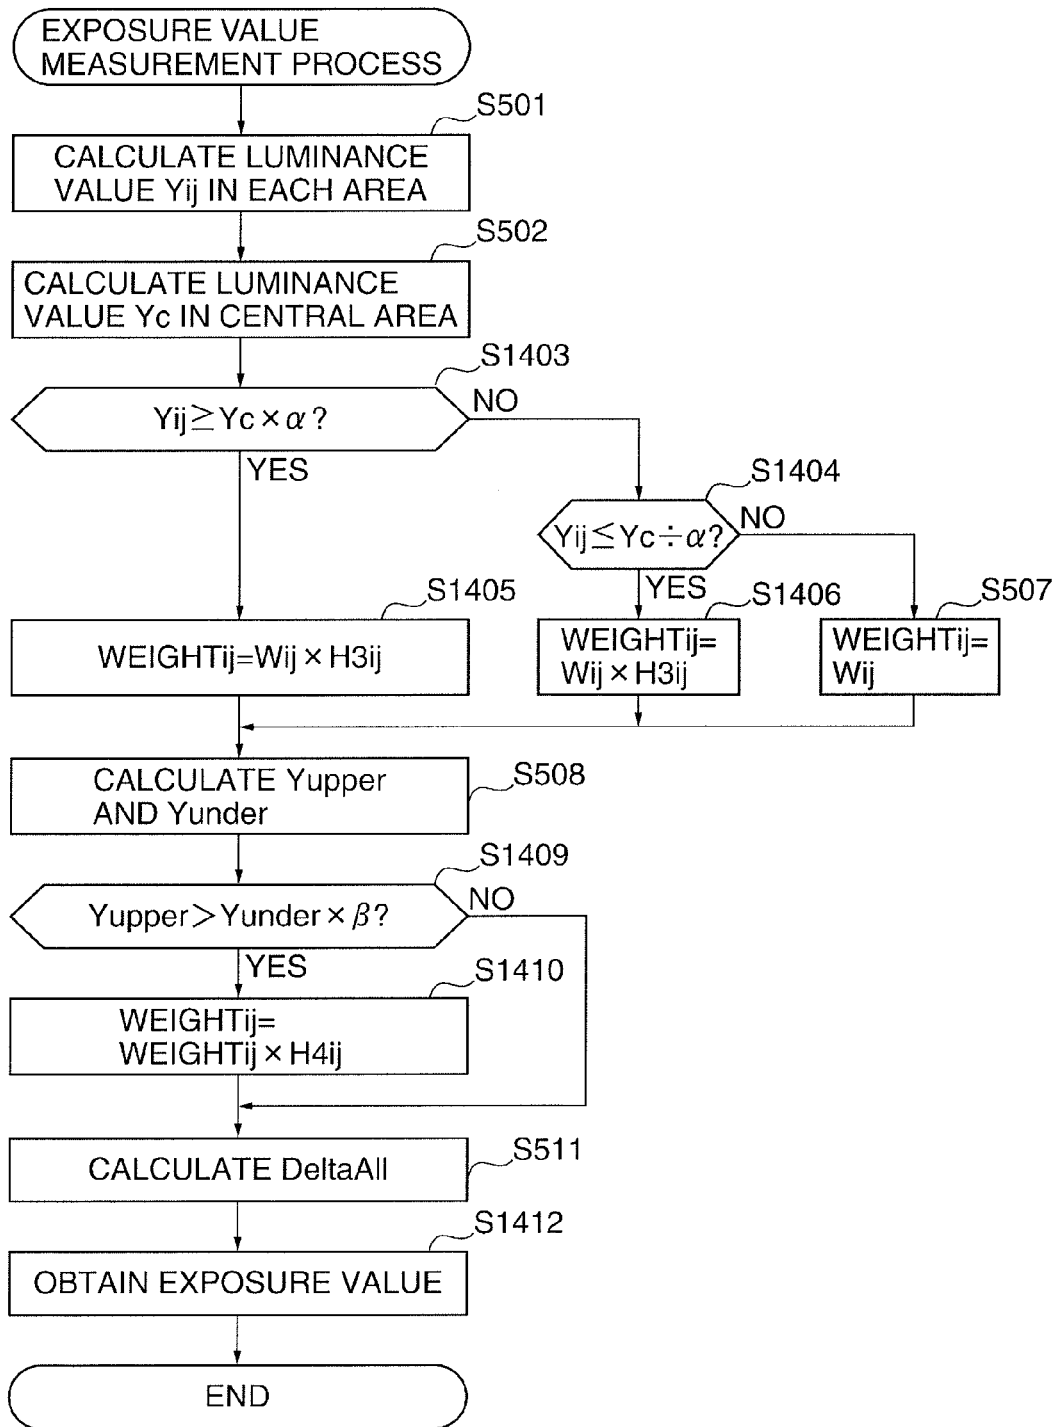 EXPOSURE VALUE
MEASUREMENT PROCESS
S501
CALCULATE LUMINANCE
VALUE Yij IN EACH AREA
S502
CALCULATE LUMINANCE
VALUE Yc IN CENTRAL AREA
S1403
Yij≧Yc×α?
NO
YES
S1404
Yij≦Yc÷α?
NO
YES
S1405
WEIGHTij=Wij×H3ij
S1406
WEIGHTij=
Wij×H3ij
S507
WEIGHTij=
Wij
CALCULATE Yupper
AND Yunder
S508
S1409
Yupper>Yunder×β?
NO
YES
S1410
WEIGHTij=
WEIGHTij×H4ij
S511
CALCULATE DeltaAll
S1412
OBTAIN EXPOSURE VALUE
END